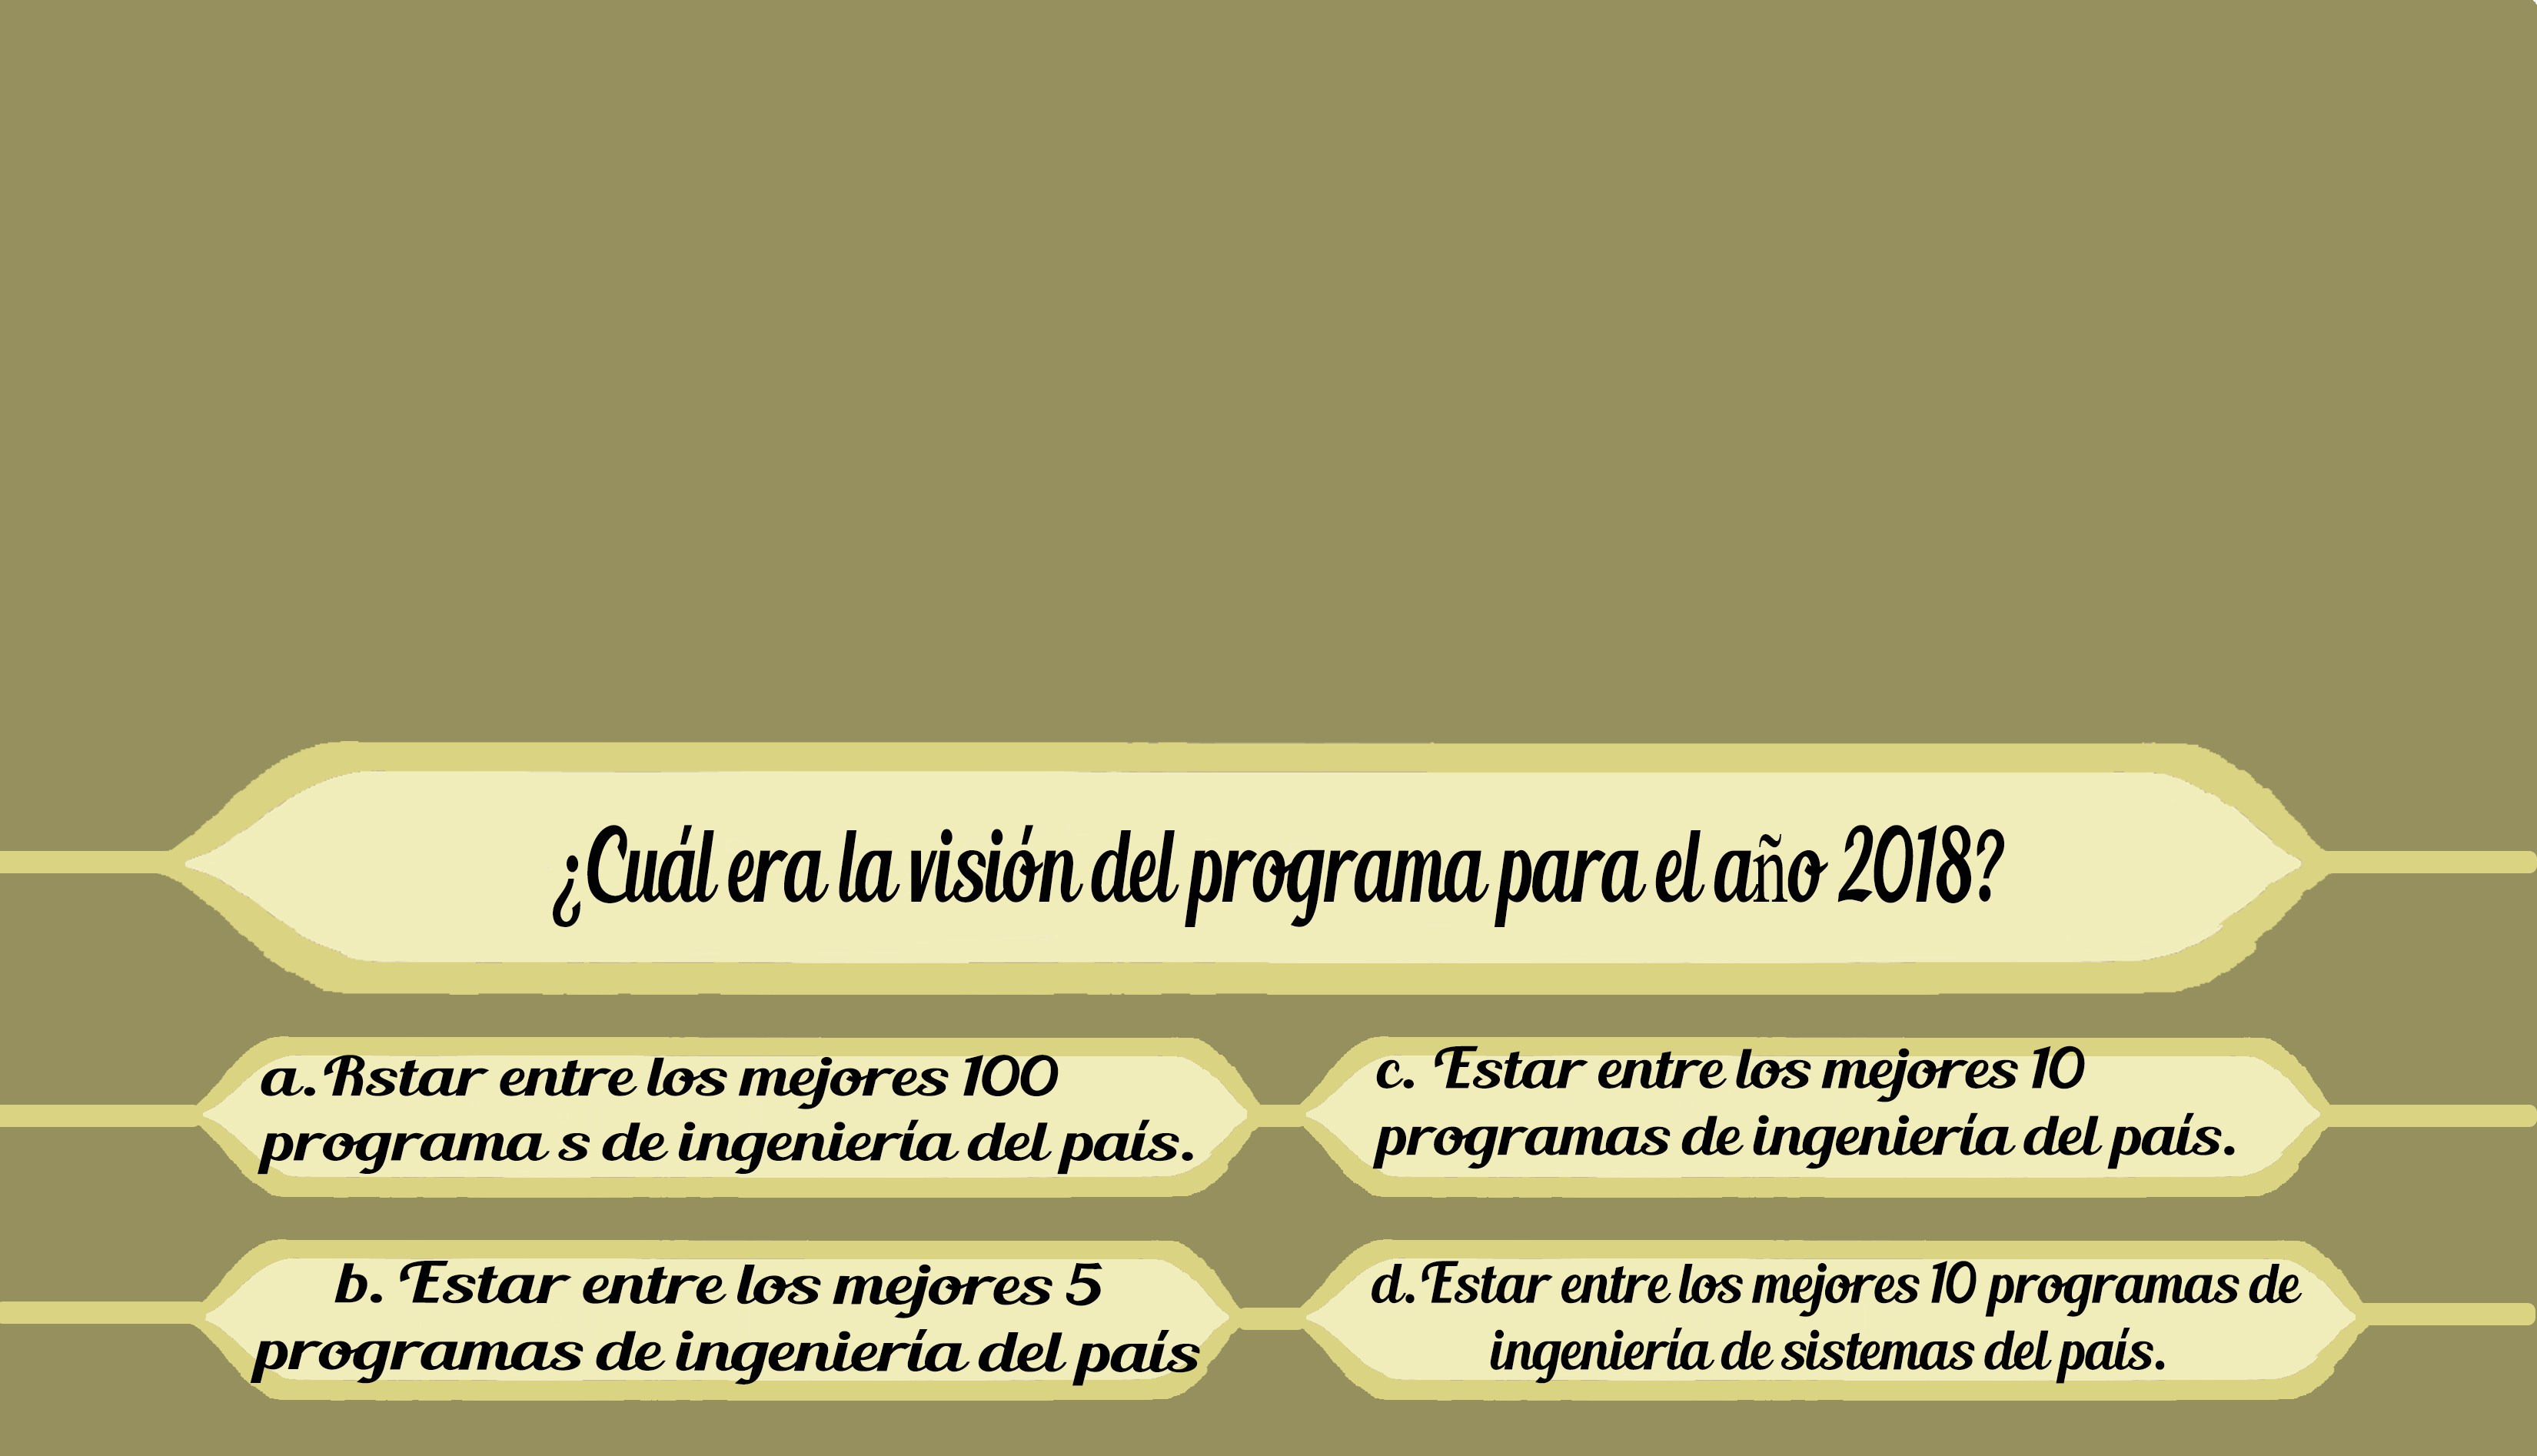 ¿Cuál era la visión del programa para el año 2018?
a.Rstar entre los mejores 100
programa s de ingeniería del país.
b. Estar entre los mejores 5
programas de ingeniería del país
c. Estar entre los mejores 10
programas de ingeniería del país.
d.Estar entre los mejores 10 programas de
ingeniería de sistemas del país.